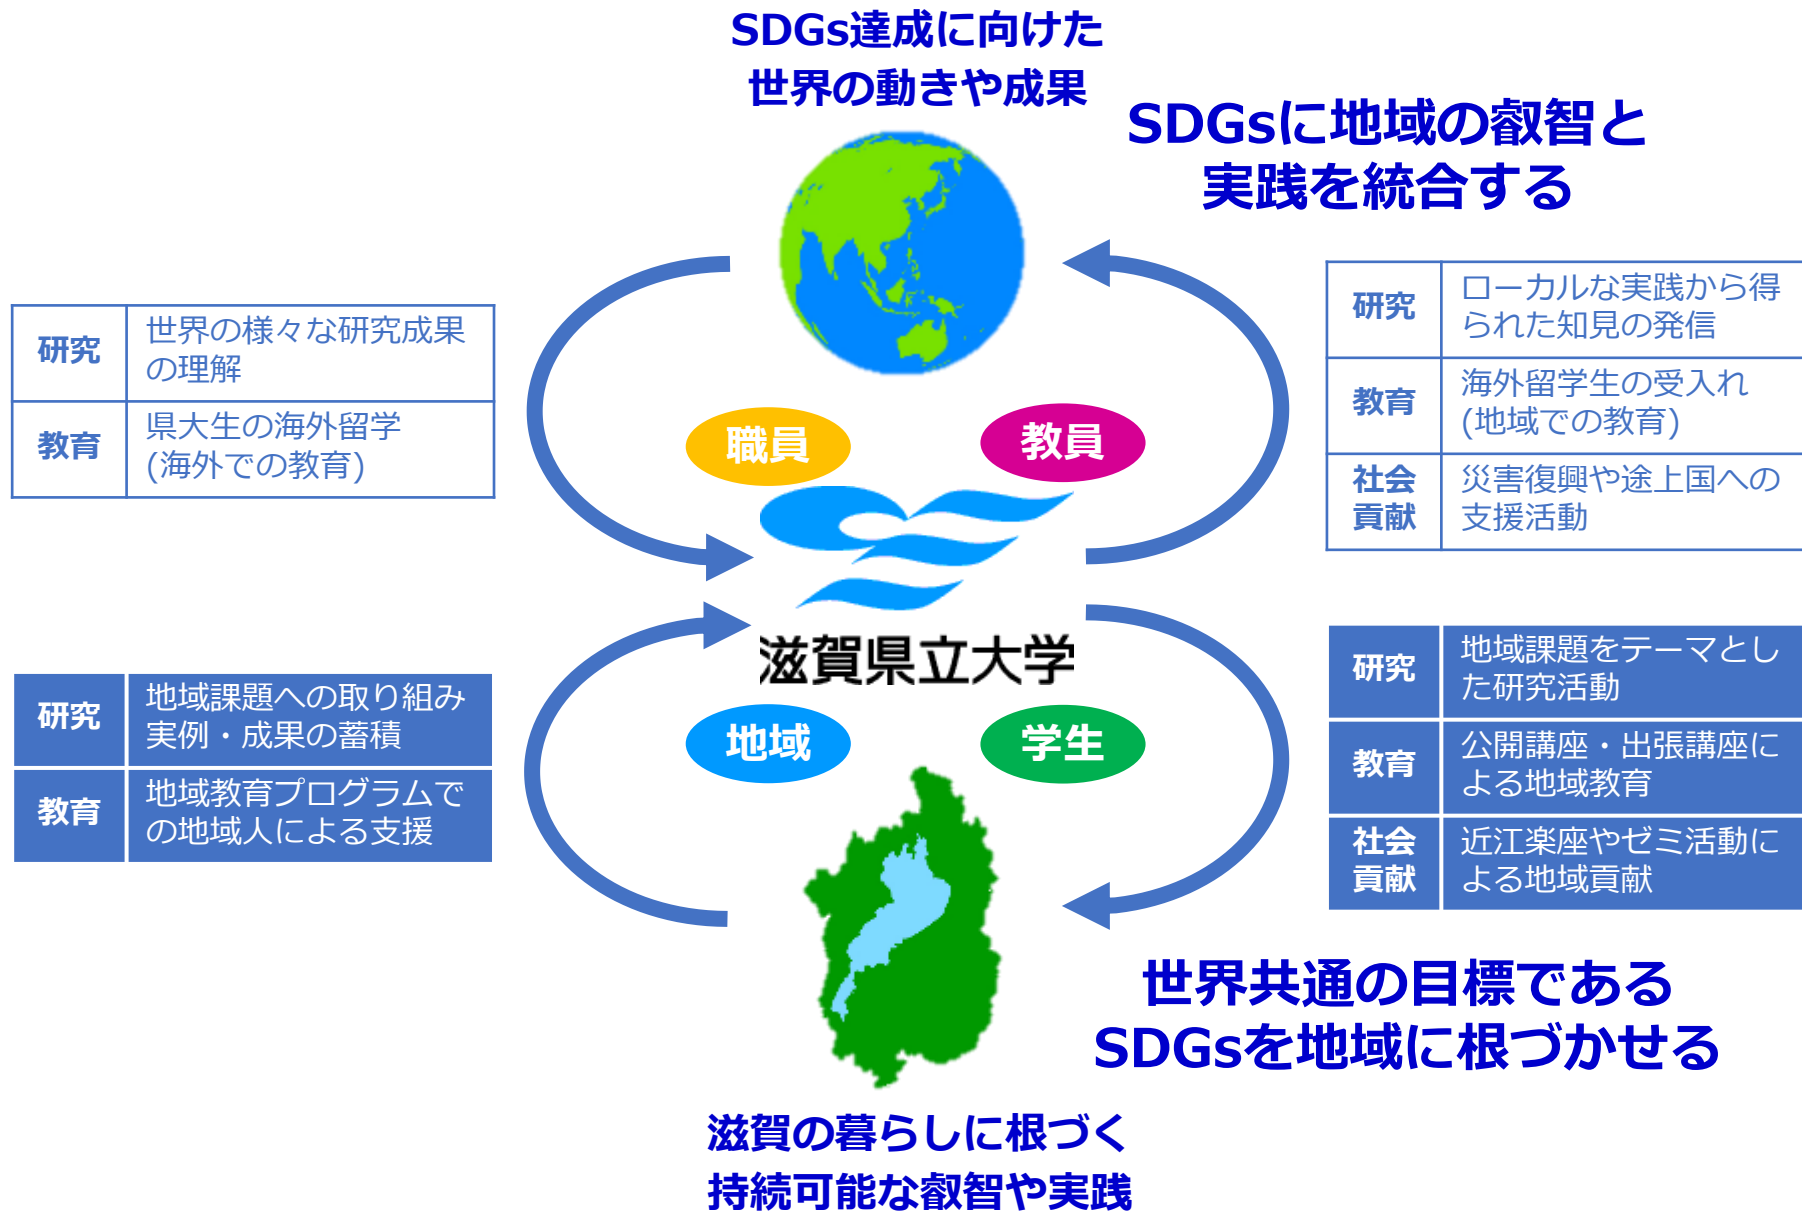 SDGs達成に向けた
世界の動きや成果
SDGsに地域の叡智と
実践を統合する
研究
世界の様々な研究成果
の理解
教育
県大生の海外留学
(海外での教育)
研究
ローカルな実践から得
られた知見の発信
教育
海外留学生の受入れ
(地域での教育)
社会
貢献
災害復興や途上国への
支援活動
職員
教員
滋賀県立大学
地域
学生
研究
地域課題への取り組み
実例・成果の蓄積
教育
地域教育プログラムで
の地域人による支援
研究
地域課題をテーマとし
た研究活動
教育
公開講座・出張講座に
よる地域教育
社会
貢献
近江楽座やゼミ活動に
よる地域貢献
世界共通の目標である
SDGsを地域に根づかせる
滋賀の暮らしに根づく
持続可能な叡智や実践